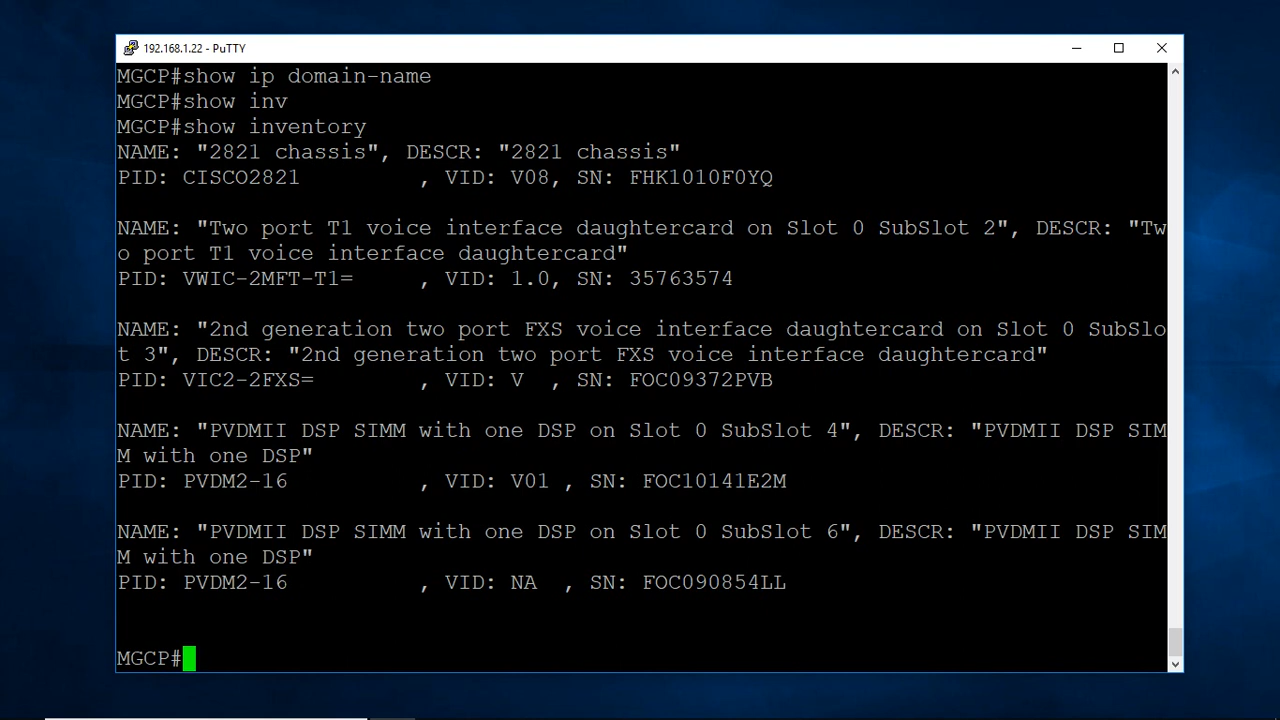 192.168.1.22 - PuTTY
MGCP#show ip domain-name
MGCP#show inv
MGCP#show inventory
NAME: "2821 chassis", DESCR: "2821 chassis"
PID: CISCO2821         , VID: V08, SN: FHK1010F0YQ
NAME: "Two port T1 voice interface daughtercard on Slot 0 SubSlot 2", DESCR: "Tw
o port T1 voice interface daughtercard"
PID: VWIC-2MFT-T1=     , VID: 1.0, SN: 35763574
NAME: "2nd generation two port FXS voice interface daughtercard on Slot 0 SubSlo
t 3", DESCR: "2nd generation two port FXS voice interface daughtercard"
PID: VIC2-2FXS=        , VID: V  , SN: FOC09372PVB
NAME: "PVDMII DSP SIMM with one DSP on Slot 0 SubSlot 4", DESCR: "PVDMII DSP SIM
M with one DSP"
PID: PVDM2-16          , VID: V01 , SN: FOC10141E2M
NAME: "PVDMII DSP SIMM with one DSP on Slot 0 SubSlot 6", DESCR: "PVDMII DSP SIM
M with one DSP"
PID: PVDM2-16          , VID: NA  , SN: FOC090854LL
MGCP#